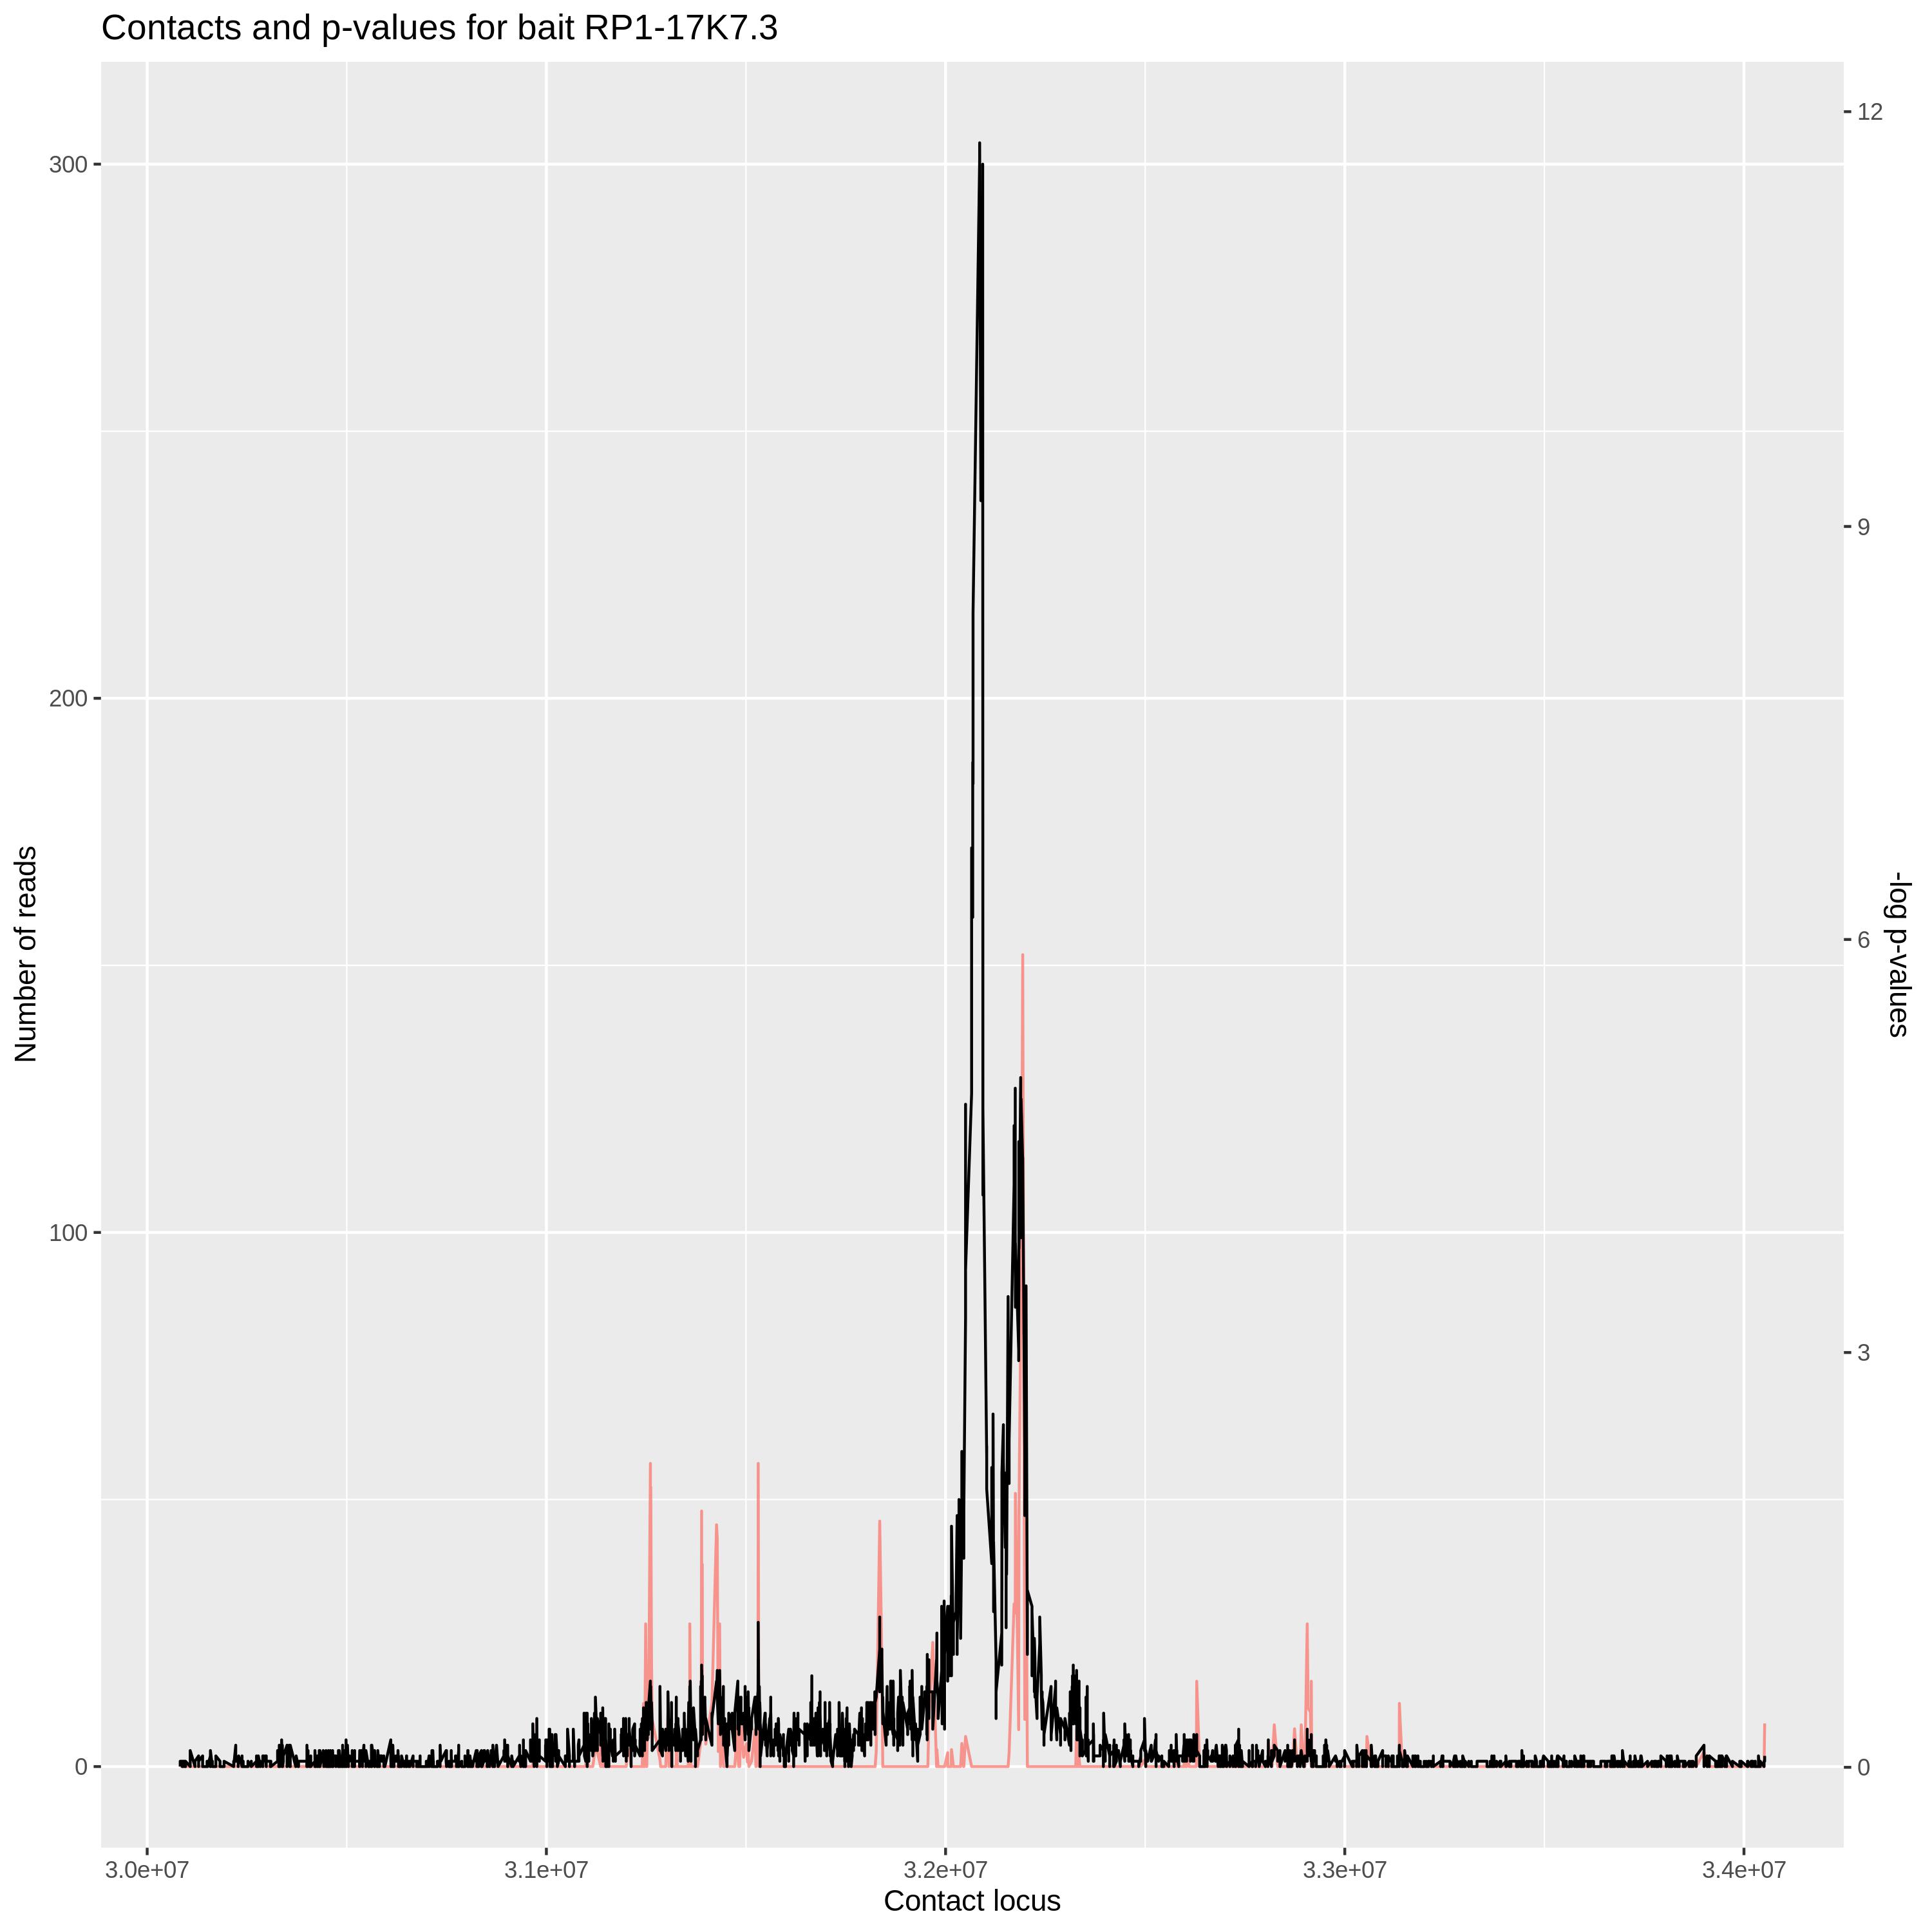 Contacts and p-values for bait RP1-17K7.3
300
200
100
0
Number of reads
12
9
6
3
0
-log p-values
3.0e+07
3.1e+07
3.2e+07
3.3e+07
3.4e+07
Contact locus